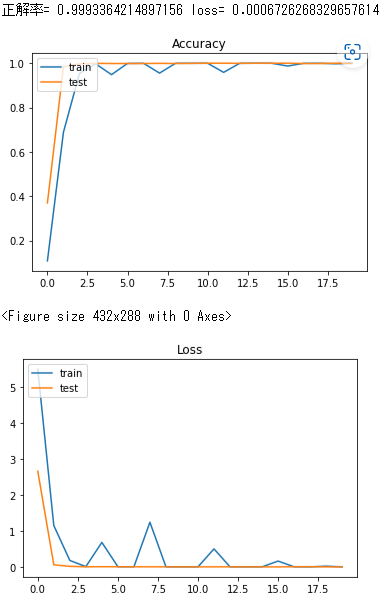 正解率= 0.9993364214897156 loss= 0.0006726268329657614
Accuracy
train
test
1.0
0.8
0.6
0.4
0.2
0.0 2.5 5.0 7.5 10.0 12.5 15.0 17.5
<Figure size 432x288 with 0 Axes>
Loss
train
test
5
4
3
2
1
0
0.0 2.5 5.0 7.5 10.0 12.5 15.0 17.5